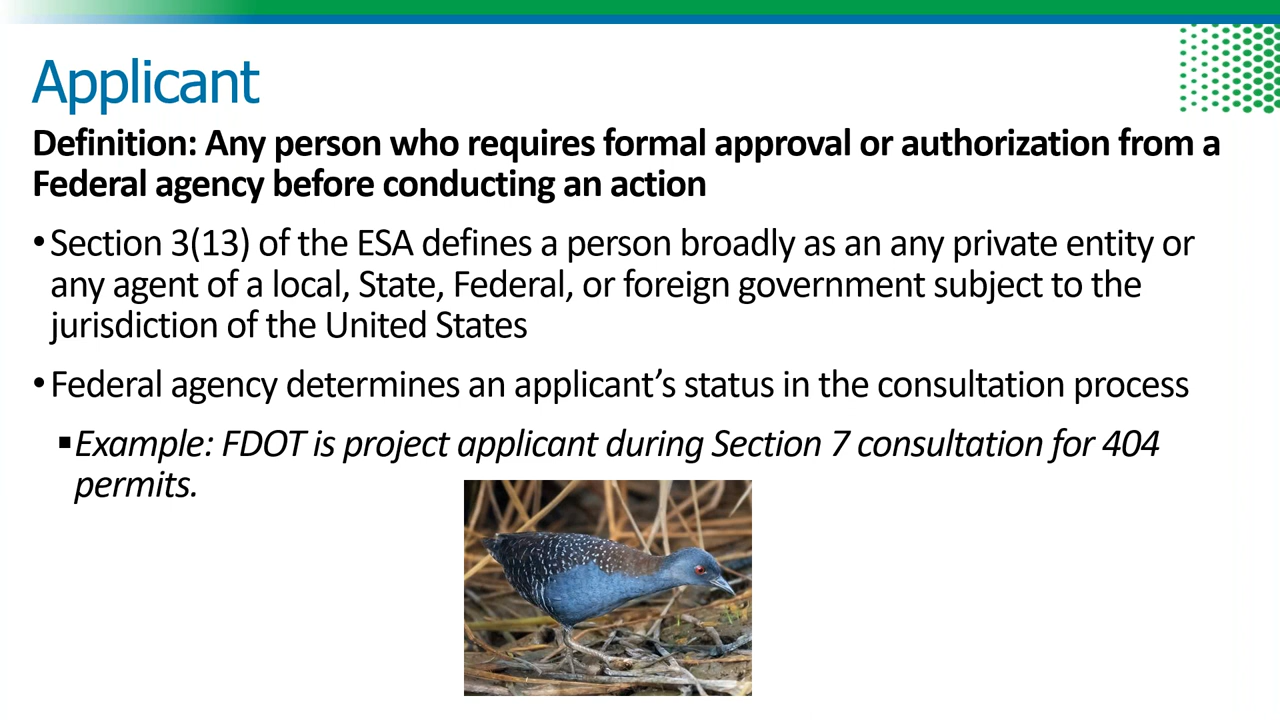 Applicant
Definition: Any person who requires formal approval or authorization from a
Federal agency before conducting an action
• Section 3(13) of the ESA defines a person broadly as an any private entity or
any agent of a local, State, Federal, or foreign government subject to the
jurisdiction of the United States
• Federal agency determines an applicant’s status in the consultation process
▪ Example: FDOT is project applicant during Section 7 consultation for 404
permits.